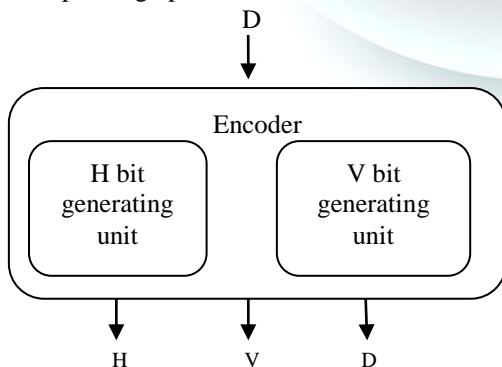 D
Encoder
H bit
generating
unit
V bit
generating
unit
H
V
D